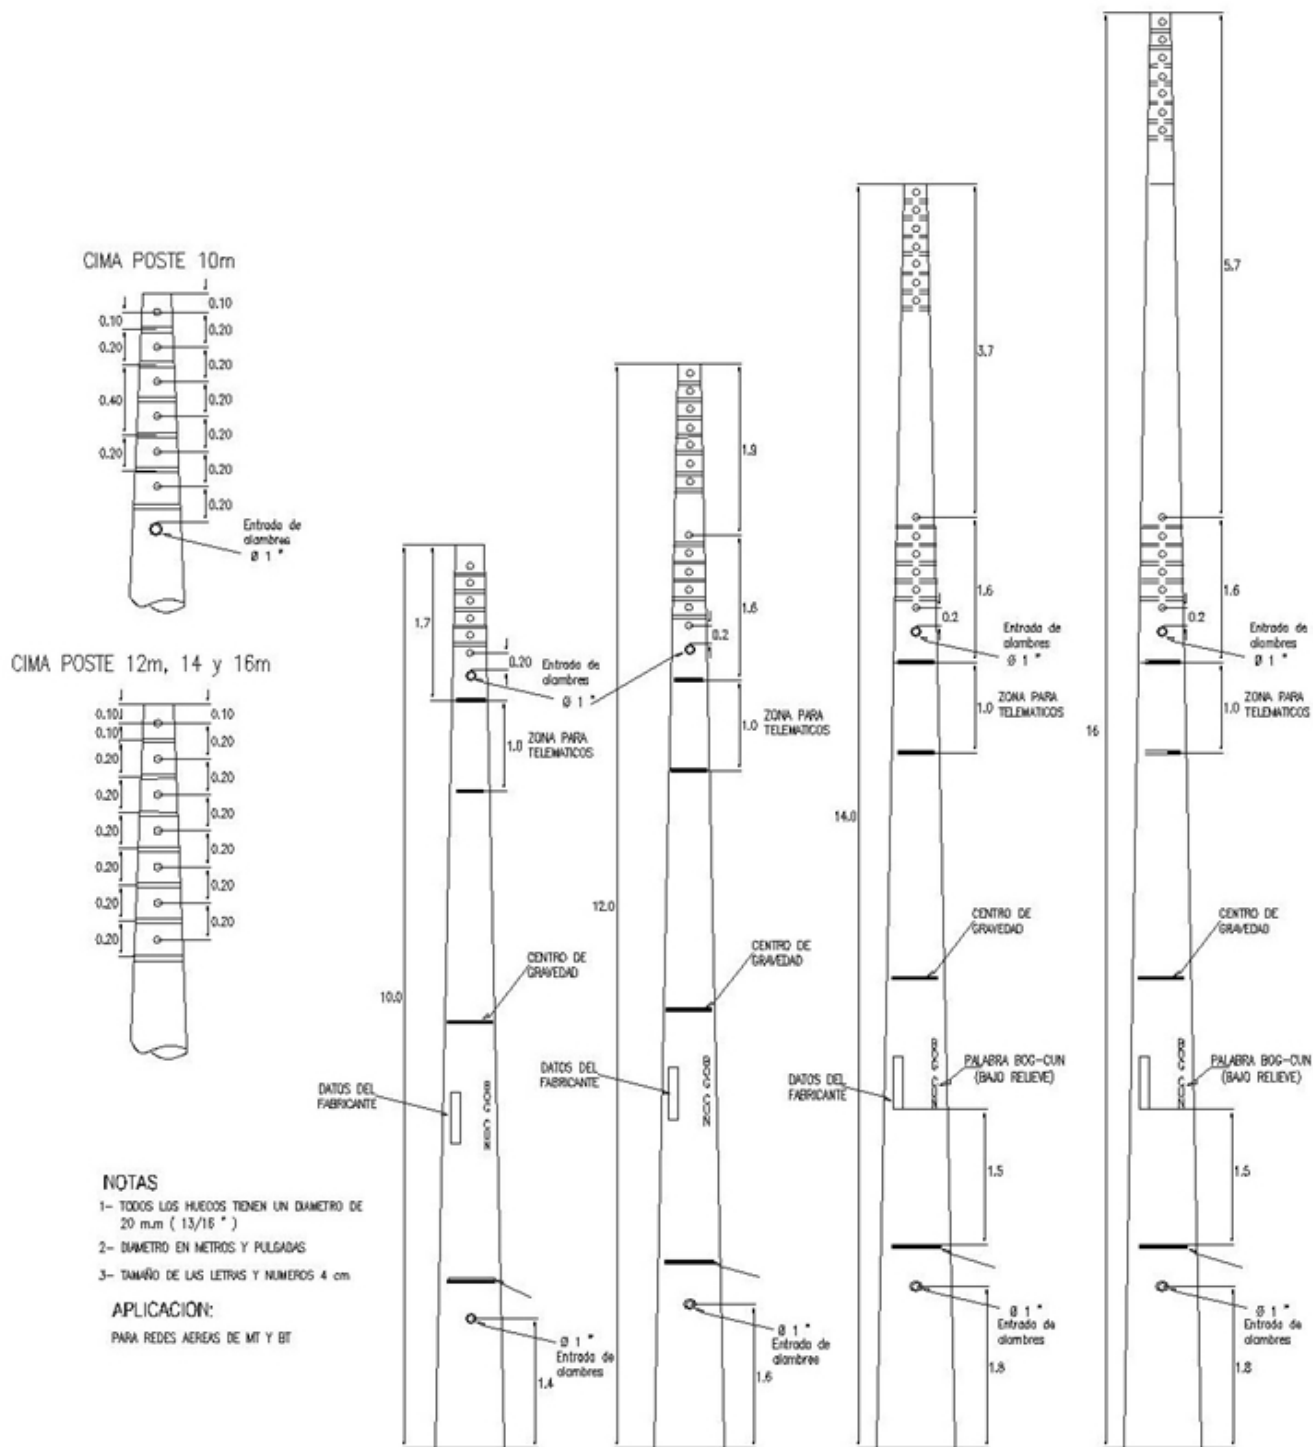 CIMA POSTE 10m
0.10
0.20
0.20
0.20
0.20
0.20
0.20
0.10
0.20
0.40
0.20
Entrada de
alambres
Ø 1 "
CIMA POSTE 12m, 14 y 16m
0.10
0.10
0.20
0.20
0.20
0.20
0.20
0.20
0.10
0.20
0.20
0.20
0.20
0.20
0.20
NOTAS
1- TODOS LOS HUECOS TIENEN UN DIAMETRO DE
20 m.m ( 13/16 " )
2- DIAMETRO EN METROS Y PULGADAS
3- TAMAÑO DE LAS LETRAS Y NUMEROS 4 cm
APLICACION:
PARA REDES AEREAS DE MT Y BT
10.0
1.7
0.20
Entrada de
alambres
Ø 1 "
1.0
ZONA PARA
TELEMATICOS
CENTRO DE
GRAVEDAD
DATOS DEL
FABRICANTE
BOG CUN
Ø 1 "
Entrada de
alambres
1.4
12.0
1.9
1.6
0.2
1.0
ZONA PARA
TELEMATICOS
CENTRO DE
GRAVEDAD
DATOS DEL
FABRICANTE
BOG CUN
Ø 1 "
Entrada de
alambres
1.6
14.0
3.7
1.6
0.2
Entrada de
alambres
Ø 1 "
1.0
ZONA PARA
TELEMATICOS
CENTRO DE
GRAVEDAD
DATOS DEL
FABRICANTE
BOG CUN
PALABRA BOG-CUN
(BAJO RELIEVE)
1.5
Ø 1 "
Entrada de
alambres
1.8
16
5.7
1.6
0.2
Entrada de
alambres
Ø 1 "
1.0
ZONA PARA
TELEMATICOS
CENTRO DE
GRAVEDAD
BOG CUN
PALABRA BOG-CUN
(BAJO RELIEVE)
1.5
Ø 1 "
Entrada de
alambres
1.8